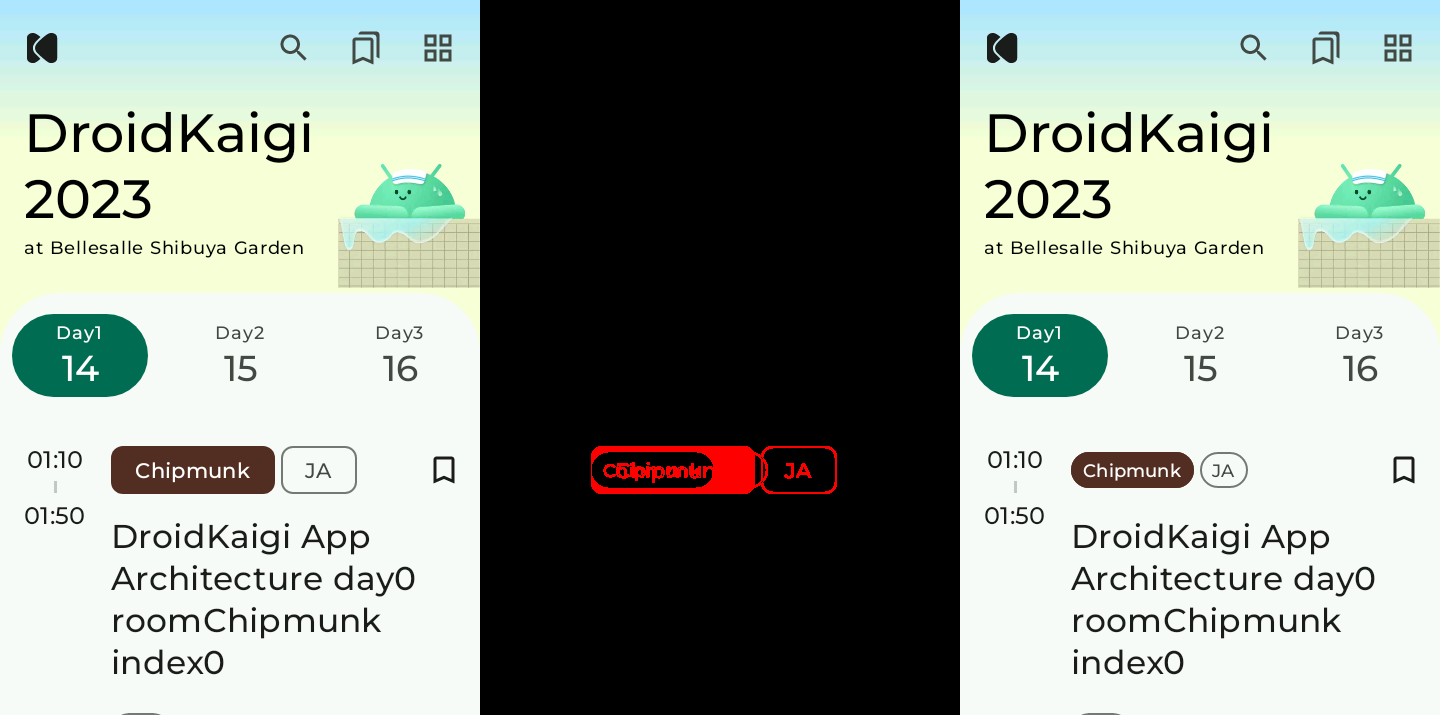 DroidKaigi
2023
at Bellesalle Shibuya Garden
Day1
14
Day2
15
Day3
16
01:10
01:50
Chipmunk
JA
DroidKaigi App
Architecture day0
roomChipmunk
index0
JA
DroidKaigi
2023
at Bellesalle Shibuya Garden
Day1
14
Day2
15
Day3
16
01:10
01:50
Chipmunk
JA
DroidKaigi App
Architecture day0
roomChipmunk
index0